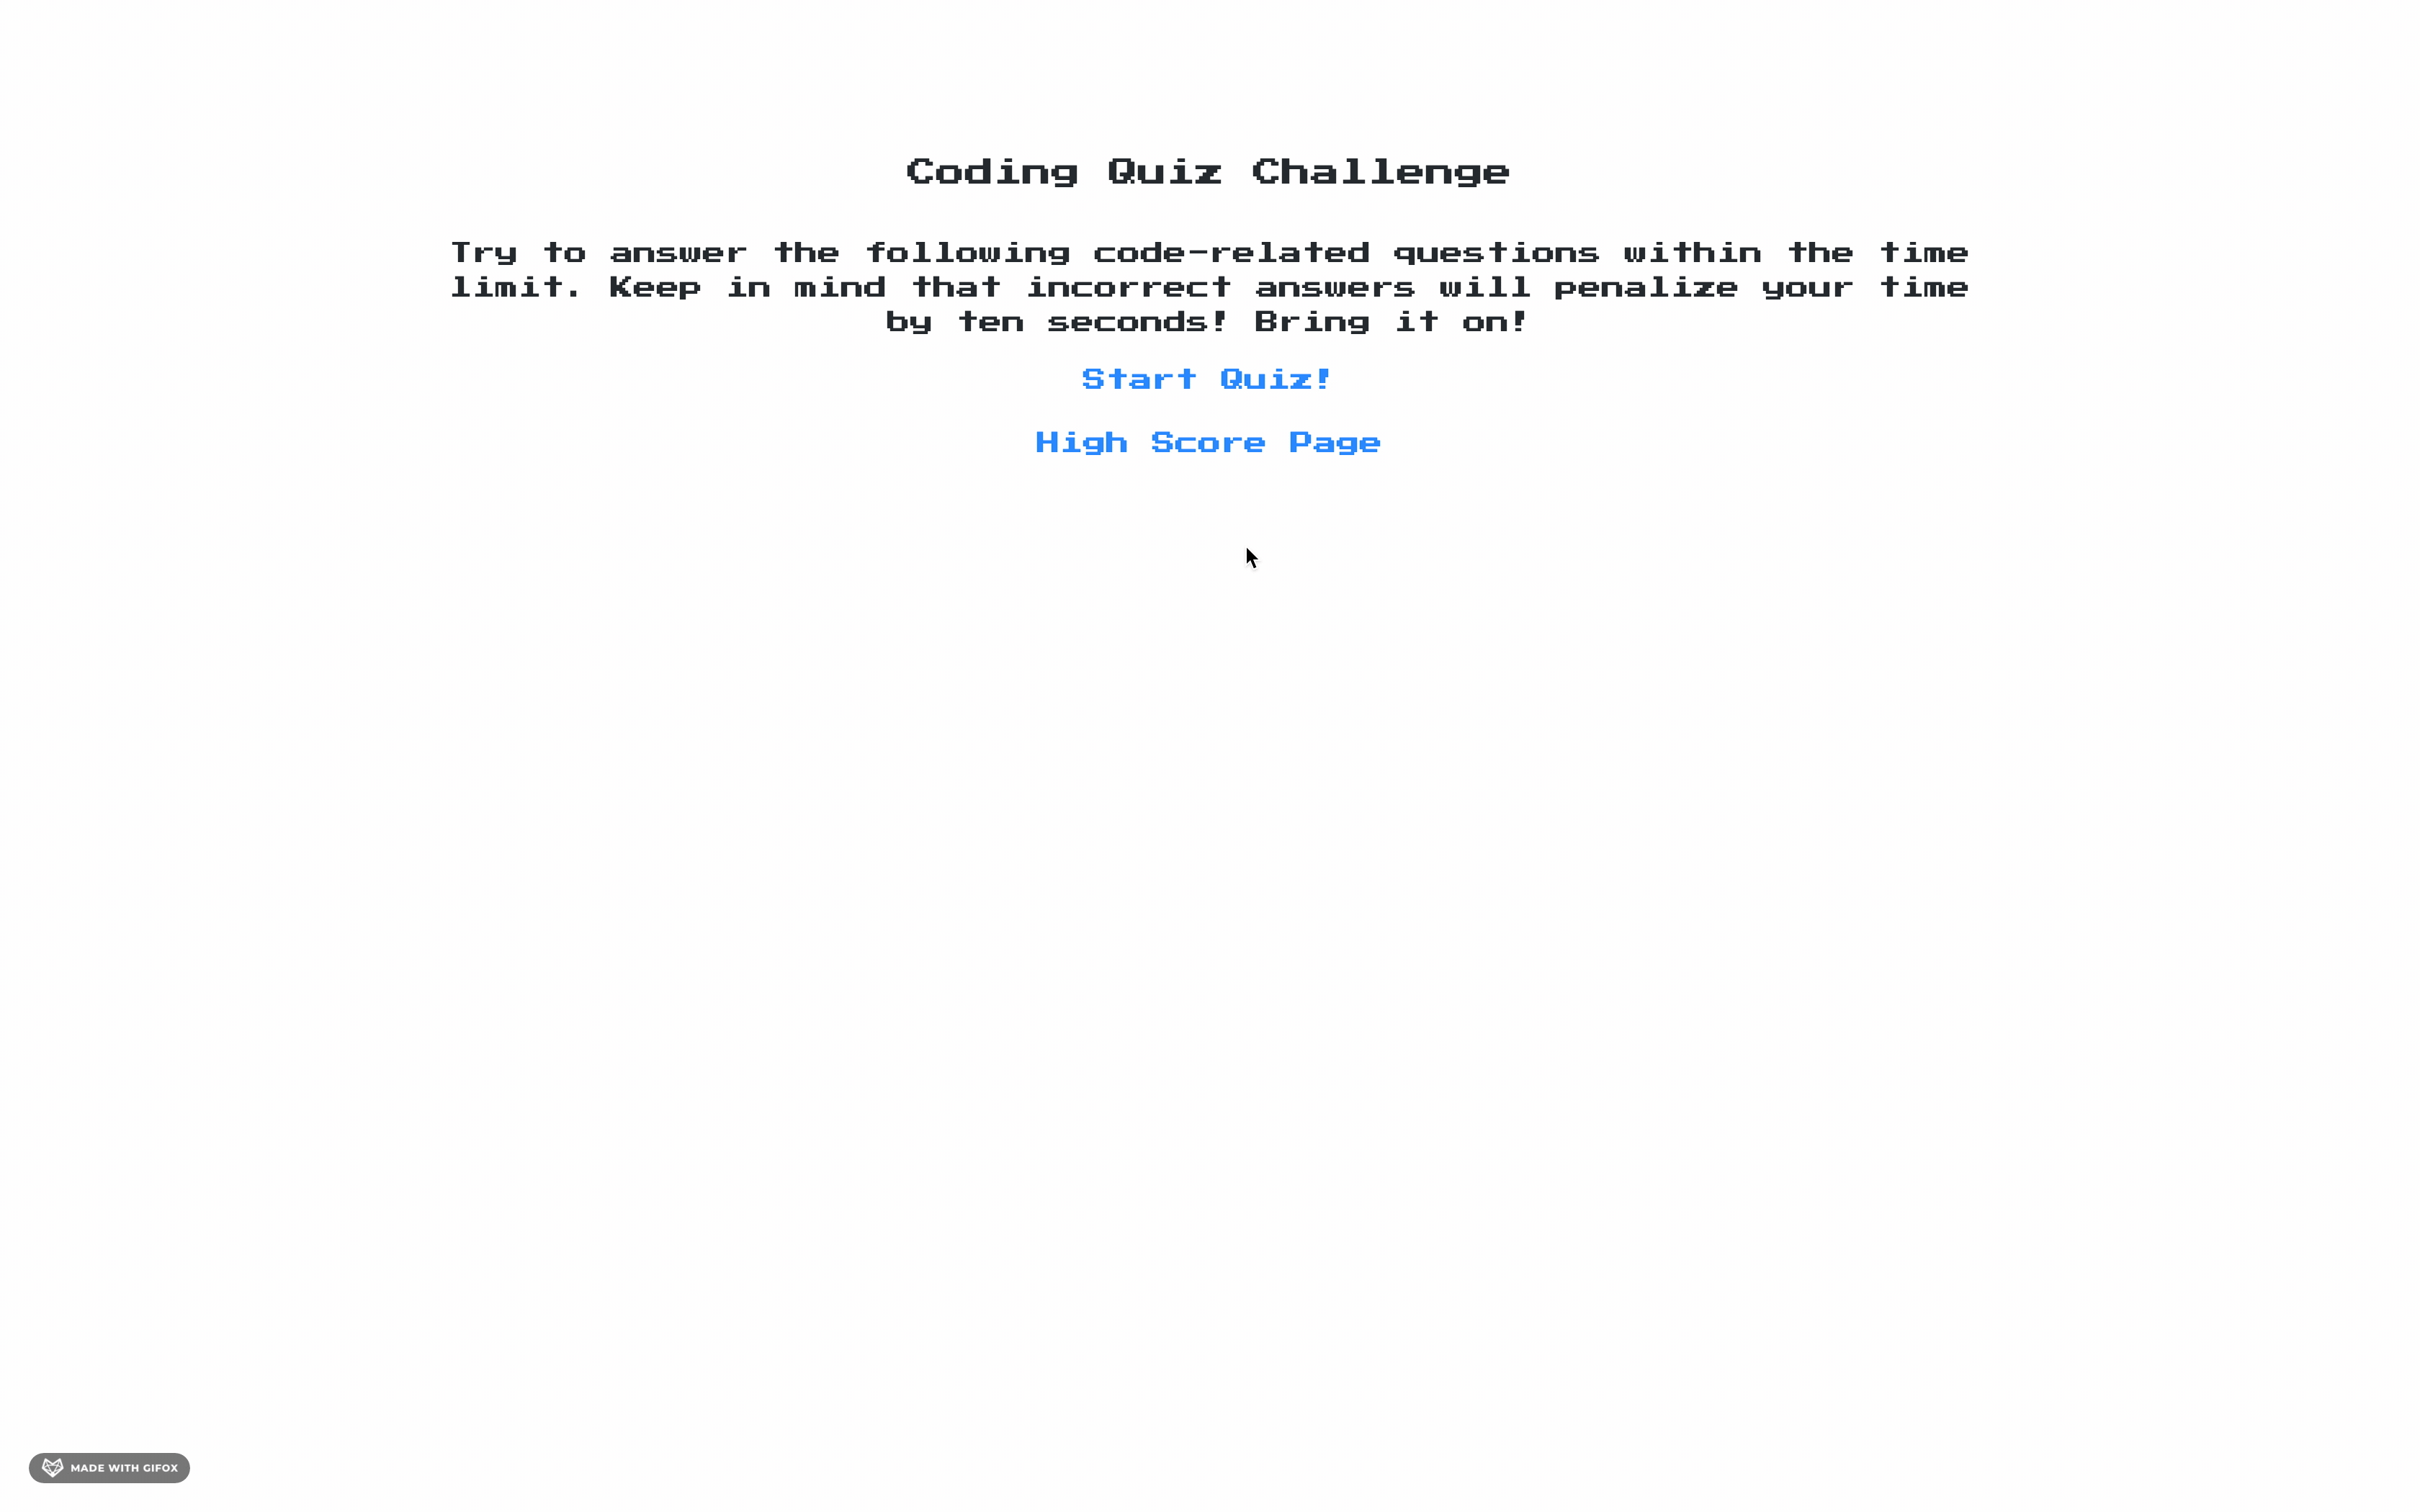 Coding Quiz Challenge
Try to answer the following code-related questions within the time
limit. Keep in mind that incorrect answers will penalize your time
by ten seconds! Bring it on!
Start Quiz!
High Score Page
MADE WITH GIFOX